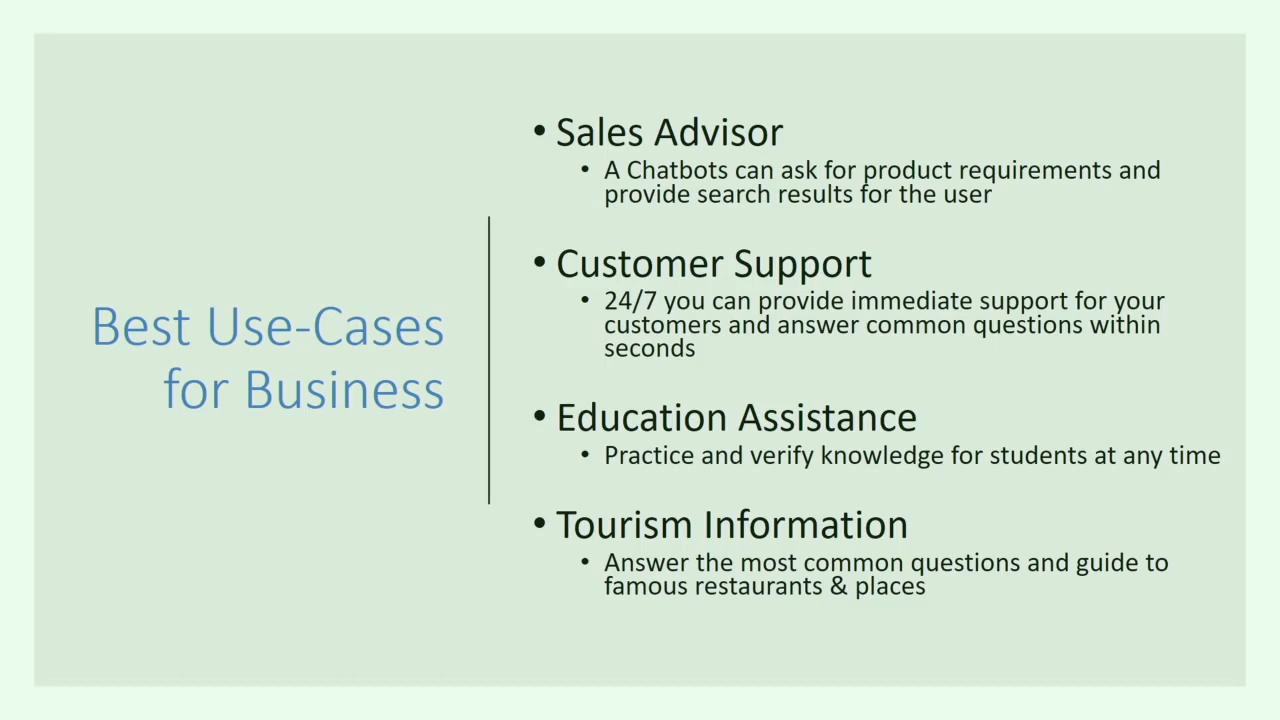 Best Use-Cases
for Business
• Sales Advisor
• A Chatbots can ask for product requirements and
provide search results for the user
• Customer Support
• 24/7 you can provide immediate support for your
customers and answer common questions within
seconds
• Education Assistance
• Practice and verify knowledge for students at any time
• Tourism Information
• Answer the most common questions and guide to
famous restaurants & places